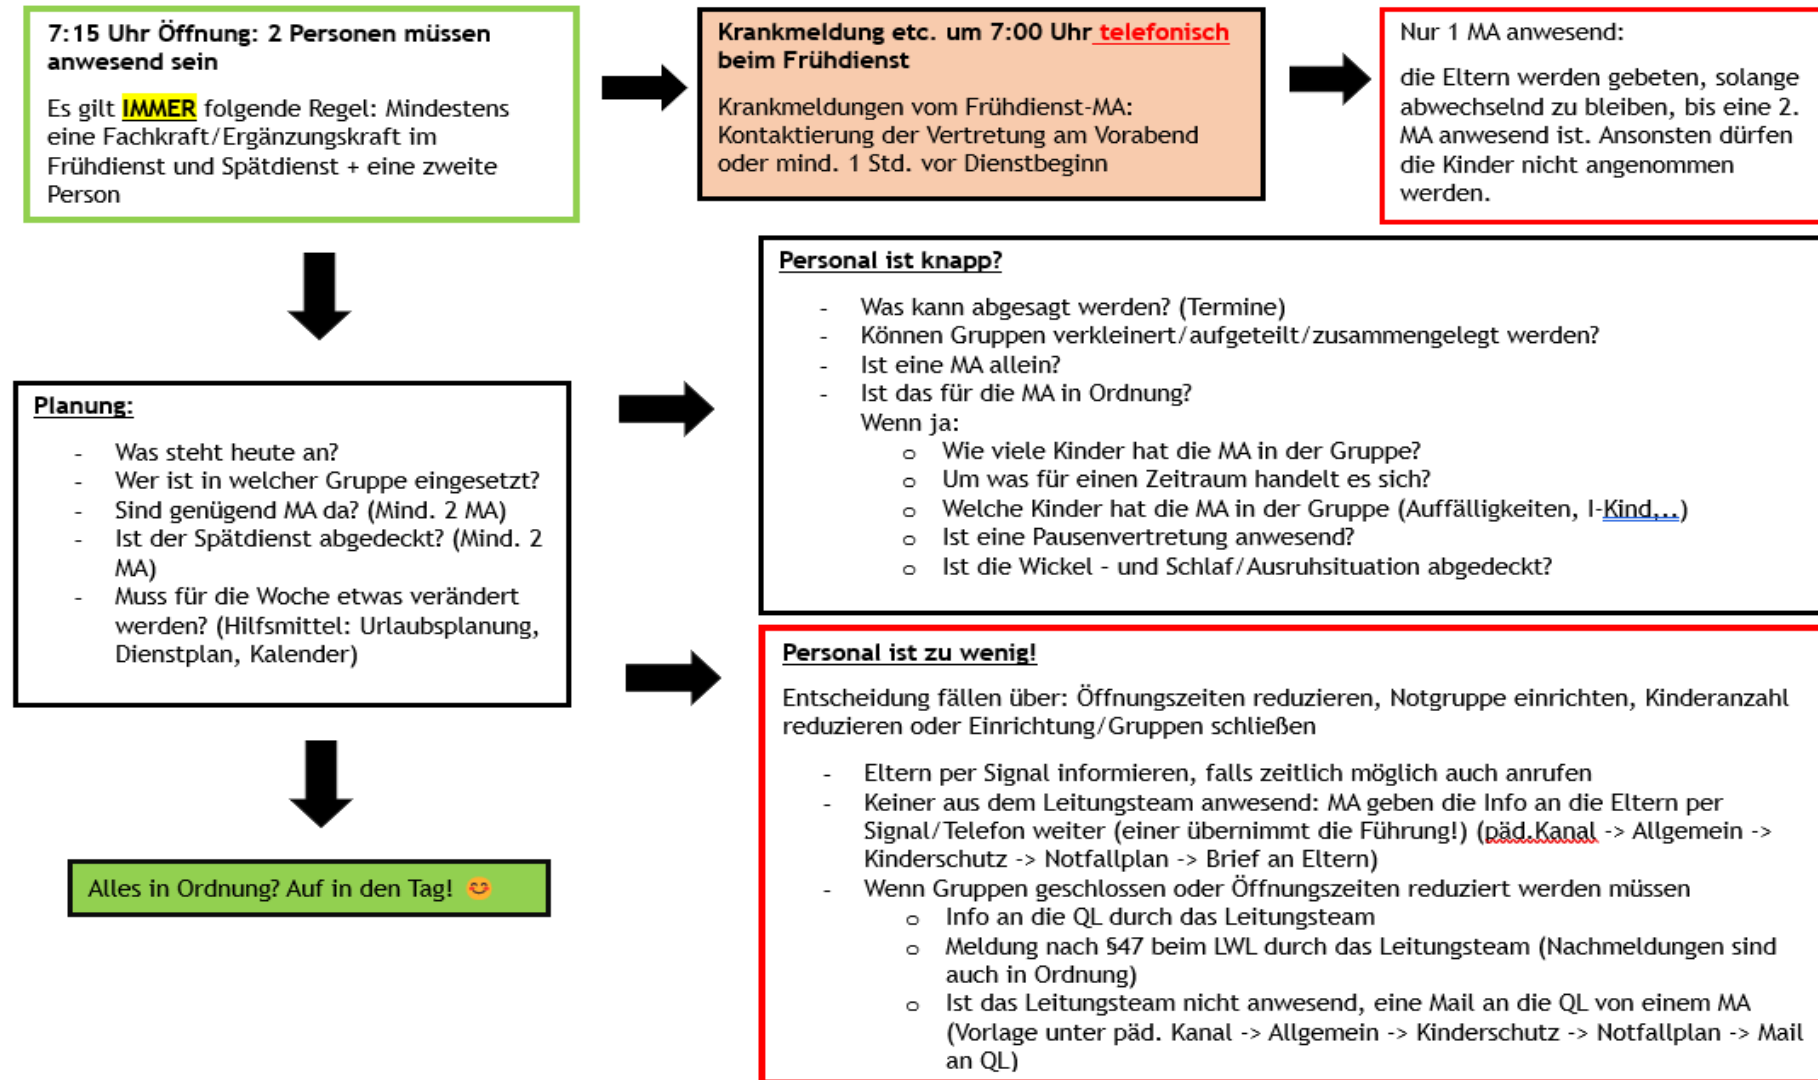 7:15 Uhr Öffnung: 2 Personen müssen
anwesend sein
Es gilt IMMER folgende Regel: Mindestens
eine Fachkraft/Ergänzungskraft im
Frühdienst und Spätdienst + eine zweite
Person
Krankmeldung etc. um 7:00 Uhr telefonisch
beim Frühdienst
Krankmeldungen vom Frühdienst-MA:
Kontaktierung der Vertretung am Vorabend
oder mind. 1 Std. vor Dienstbeginn
Nur 1 MA anwesend:
die Eltern werden gebeten, solange
abwechselnd zu bleiben, bis eine 2.
MA anwesend ist. Ansonsten dürfen
die Kinder nicht angenommen
werden.
Planung:
- Was steht heute an?
- Wer ist in welcher Gruppe eingesetzt?
- Sind genügend MA da? (Mind. 2 MA)
- Ist der Spätdienst abgedeckt? (Mind. 2
MA)
- Muss für die Woche etwas verändert
werden? (Hilfsmittel: Urlaubsplanung,
Dienstplan, Kalender)
Personal ist knapp?
- Was kann abgesagt werden? (Termine)
- Können Gruppen verkleinert/aufgeteilt/zusammengelegt werden?
- Ist eine MA allein?
- Ist das für die MA in Ordnung?
Wenn ja:
o Wie viele Kinder hat die MA in der Gruppe?
o Um was für einen Zeitraum handelt es sich?
o Welche Kinder hat die MA in der Gruppe (Auffälligkeiten, I-Kind,..)
o Ist eine Pausenvertretung anwesend?
o Ist die Wickel - und Schlaf/Ausruhsituation abgedeckt?
Personal ist zu wenig!
Entscheidung fällen über: Öffnungszeiten reduzieren, Notgruppe einrichten, Kinderanzahl
reduzieren oder Einrichtung/Gruppen schließen
- Eltern per Signal informieren, falls zeitlich möglich auch anrufen
- Keiner aus dem Leitungsteam anwesend: MA geben die Info an die Eltern per
Signal/Telefon weiter (einer übernimmt die Führung!) (päd.Kanal -> Allgemein ->
Kinderschutz -> Notfallplan -> Brief an Eltern)
- Wenn Gruppen geschlossen oder Öffnungszeiten reduziert werden müssen
o Info an die QL durch das Leitungsteam
o Meldung nach §47 beim LWL durch das Leitungsteam (Nachmeldungen sind
auch in Ordnung)
o Ist das Leitungsteam nicht anwesend, eine Mail an die QL von einem MA
(Vorlage unter päd. Kanal -> Allgemein -> Kinderschutz -> Notfallplan -> Mail
an QL)
Alles in Ordnung? Auf in den Tag! 😊